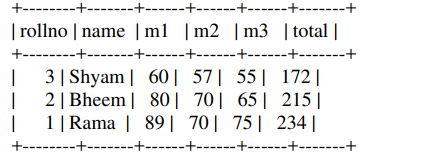 +--------+-------+------+------+------+-------+
| rollno | name | m1 | m2 | m3 | total |
+--------+-------+------+------+------+-------+
| 3 | Shyam | 60 | 57 | 55 | 172 |
| 2 | Bheem | 80 | 70 | 65 | 215 |
| 1 | Rama | 89 | 70 | 75 | 234 |
+--------+-------+------+------+------+-------+